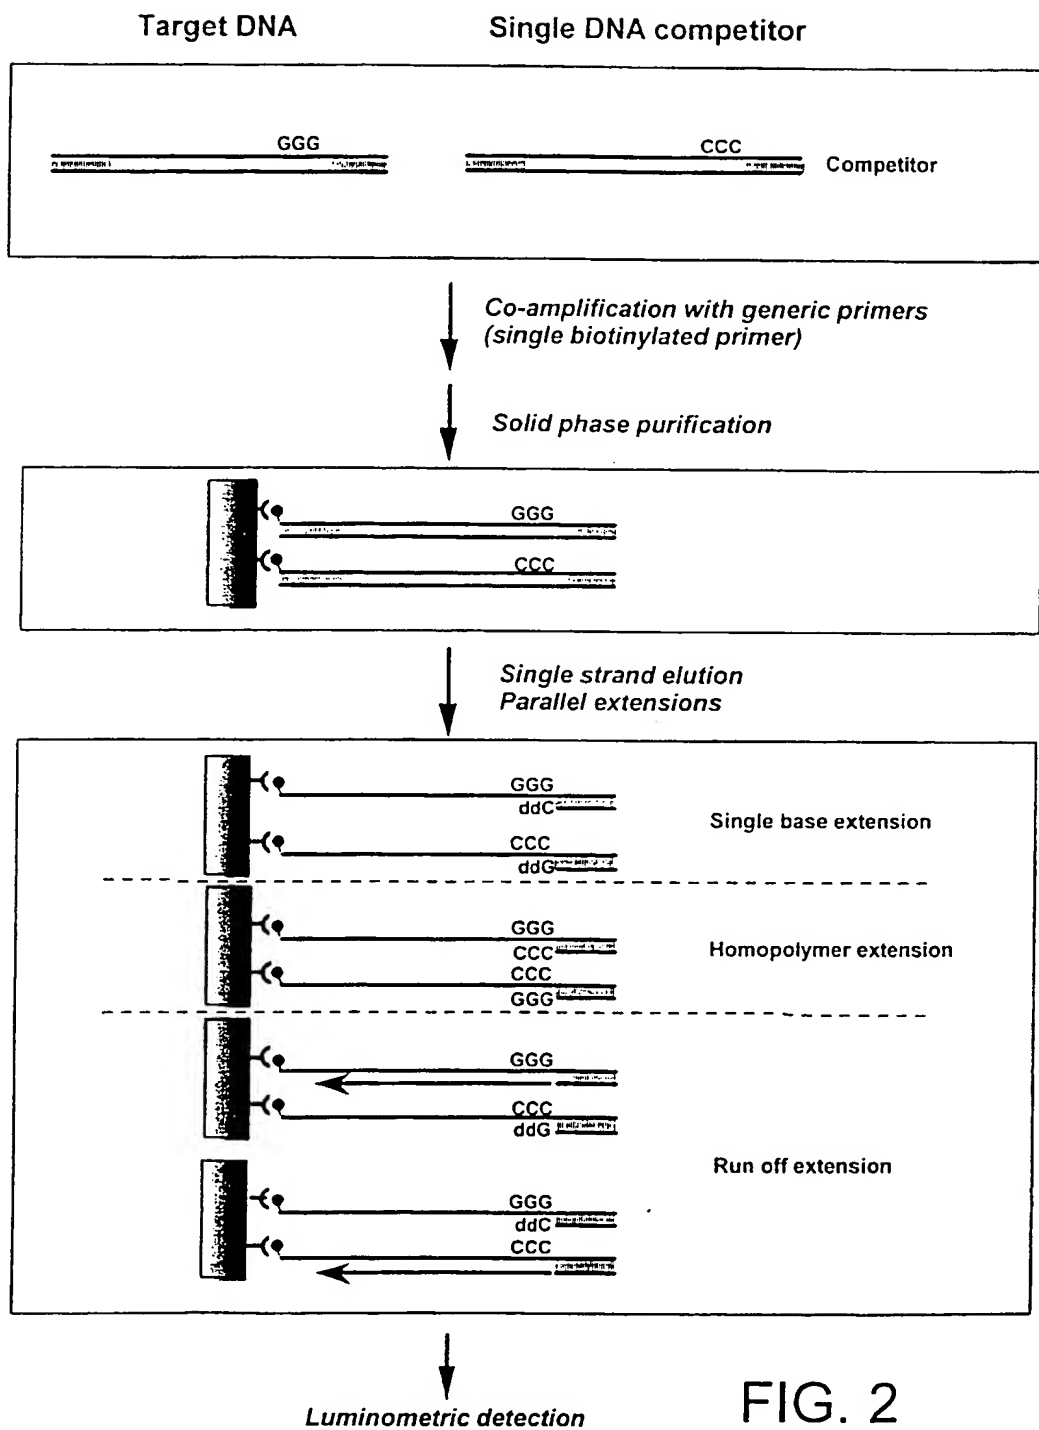 Target DNA
Single DNA competitor
GGG
CCC
Competitor
Co-amplification with generic primers
(single biotinylated primer)
Solid phase purification
GGG
CCC
Single strand elution
Parallel extensions
GGG
ddC
CCC
ddG
Single base extension
GGG
CCC
CCC
GGG
Homopolymer extension
GGG
CCC
ddG
GGG
ddC
CCC
Run off extension
Luminometric detection
FIG. 2